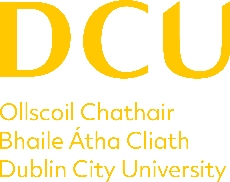 DCU
Ollscoil Chathair
Bhaile Átha Cliath
Dublin City University